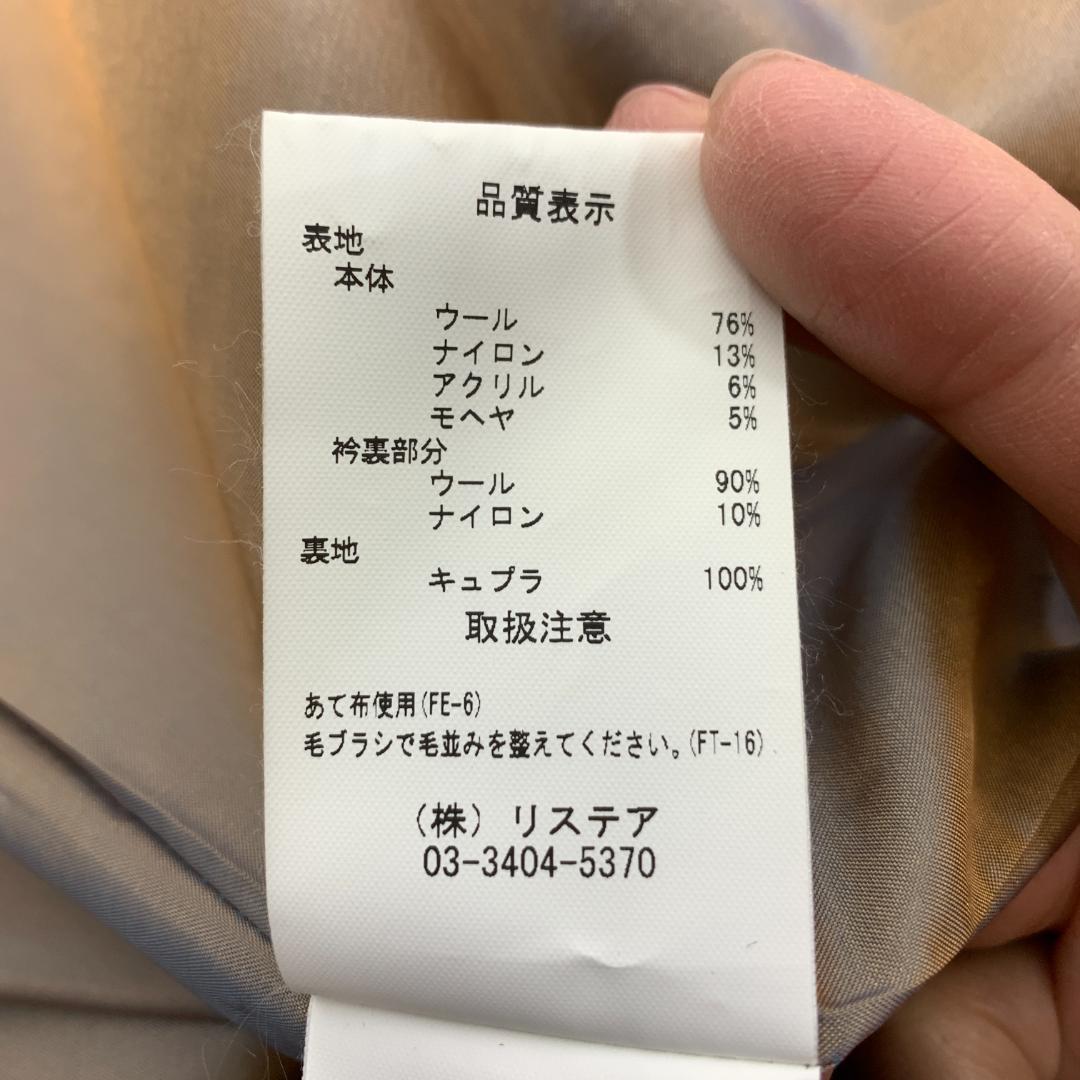 品質表示
表地
本体
ウール 76%
ナイロン 13%
アクリル 6%
モヘヤ 5%
衿裏部分
ウール 90%
ナイロン 10%
裏地
キュプラ 100%
取扱注意
あて布使用(FE-6)
毛ブラシで毛並みを整えてください。(FT-16)
(株) リステア
03-3404-5370